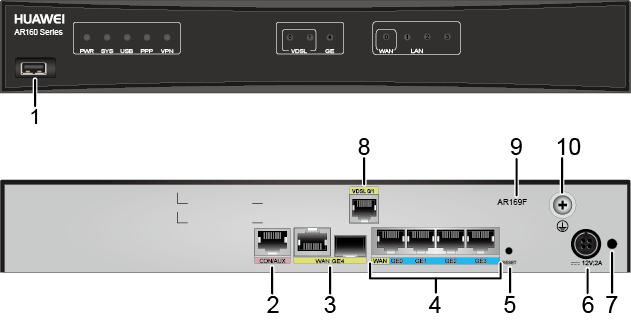 HUAWEI
AR160 Series
PWR SYS USB PPP VPN
0 1
VDSL GE
0 1 2 3
WAN LAN
1
8 9 10
VDSL 0/1
AR169F
CON/AUX WAN GE4 WAN GE0 GE1 GE2 GE3 RESET 12V;2A
2 3 4 5 6 7